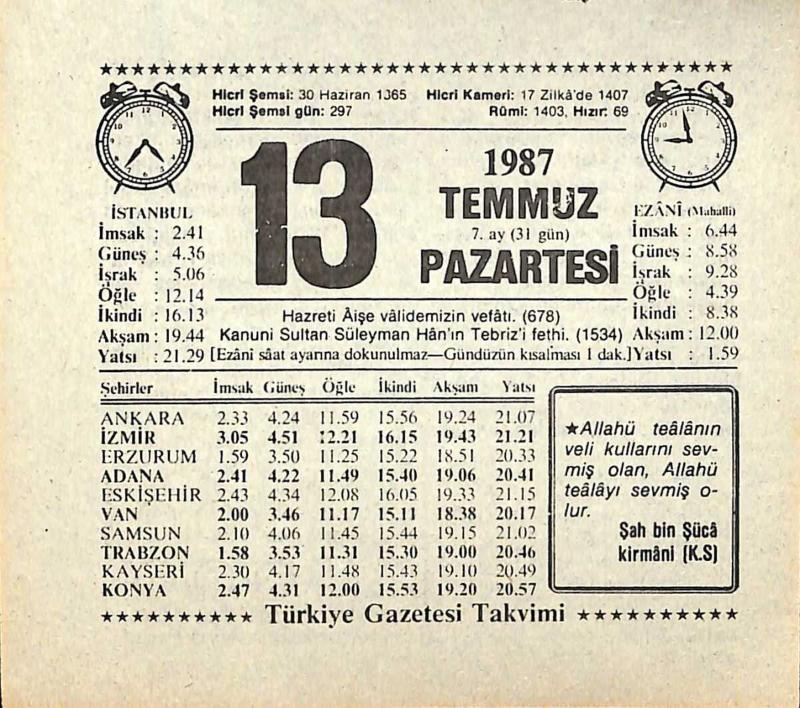 Hicrî Şemsi: 30 Haziran 1365 Hicrî Kameri: 17 Zilkâ'de 1407
Hicrî Şemsi gün: 297 Rûmi: 1403, Hızır: 69
13
1987
TEMMUZ
7. ay (31 gün)
PAZARTESİ
İSTANBUL
İmsak : 2.41
Güneş : 4.36
İşrak : 5.06
Öğle : 12.14
İkindi : 16.13
Akşam : 19.44
Yatsı : 21.29
EZÂNÎ (Mahalli)
İmsak : 6.44
Güneş : 8.58
İşrak : 9.28
Öğle : 4.39
İkindi : 8.38
Akşam : 12.00
Yatsı : 1.59
Hazreti Âişe vâlidemizin vefâtı. (678)
Kanuni Sultan Süleyman Hân'ın Tebriz'i fethi. (1534)
[Ezâni sâat ayarına dokunulmaz—Gündüzün kısalması 1 dak.]
Şehirler İmsak Güneş Öğle İkindi Akşam Yatsı
ANKARA 2.33 4.24 11.59 15.56 19.24 21.07
İZMİR 3.05 4.51 12.21 16.15 19.43 21.21
ERZURUM 1.59 3.50 11.25 15.22 18.51 20.33
ADANA 2.41 4.22 11.49 15.40 19.06 20.41
ESKİŞEHİR 2.43 4.34 12.08 16.05 19.33 21.15
VAN 2.00 3.46 11.17 15.11 18.38 20.17
SAMSUN 2.10 4.06 11.45 15.44 19.15 21.02
TRABZON 1.58 3.53 11.31 15.30 19.00 20.46
KAYSERİ 2.30 4.17 11.48 15.43 19.10 20.49
KONYA 2.47 4.31 12.00 15.53 19.20 20.57
★Allahü teâlânın
veli kullarını sev-
miş olan, Allahü
teâlâyı sevmiş o-
lur.
Şah bin Şücâ
kirmâni (K.S)
Türkiye Gazetesi Takvimi